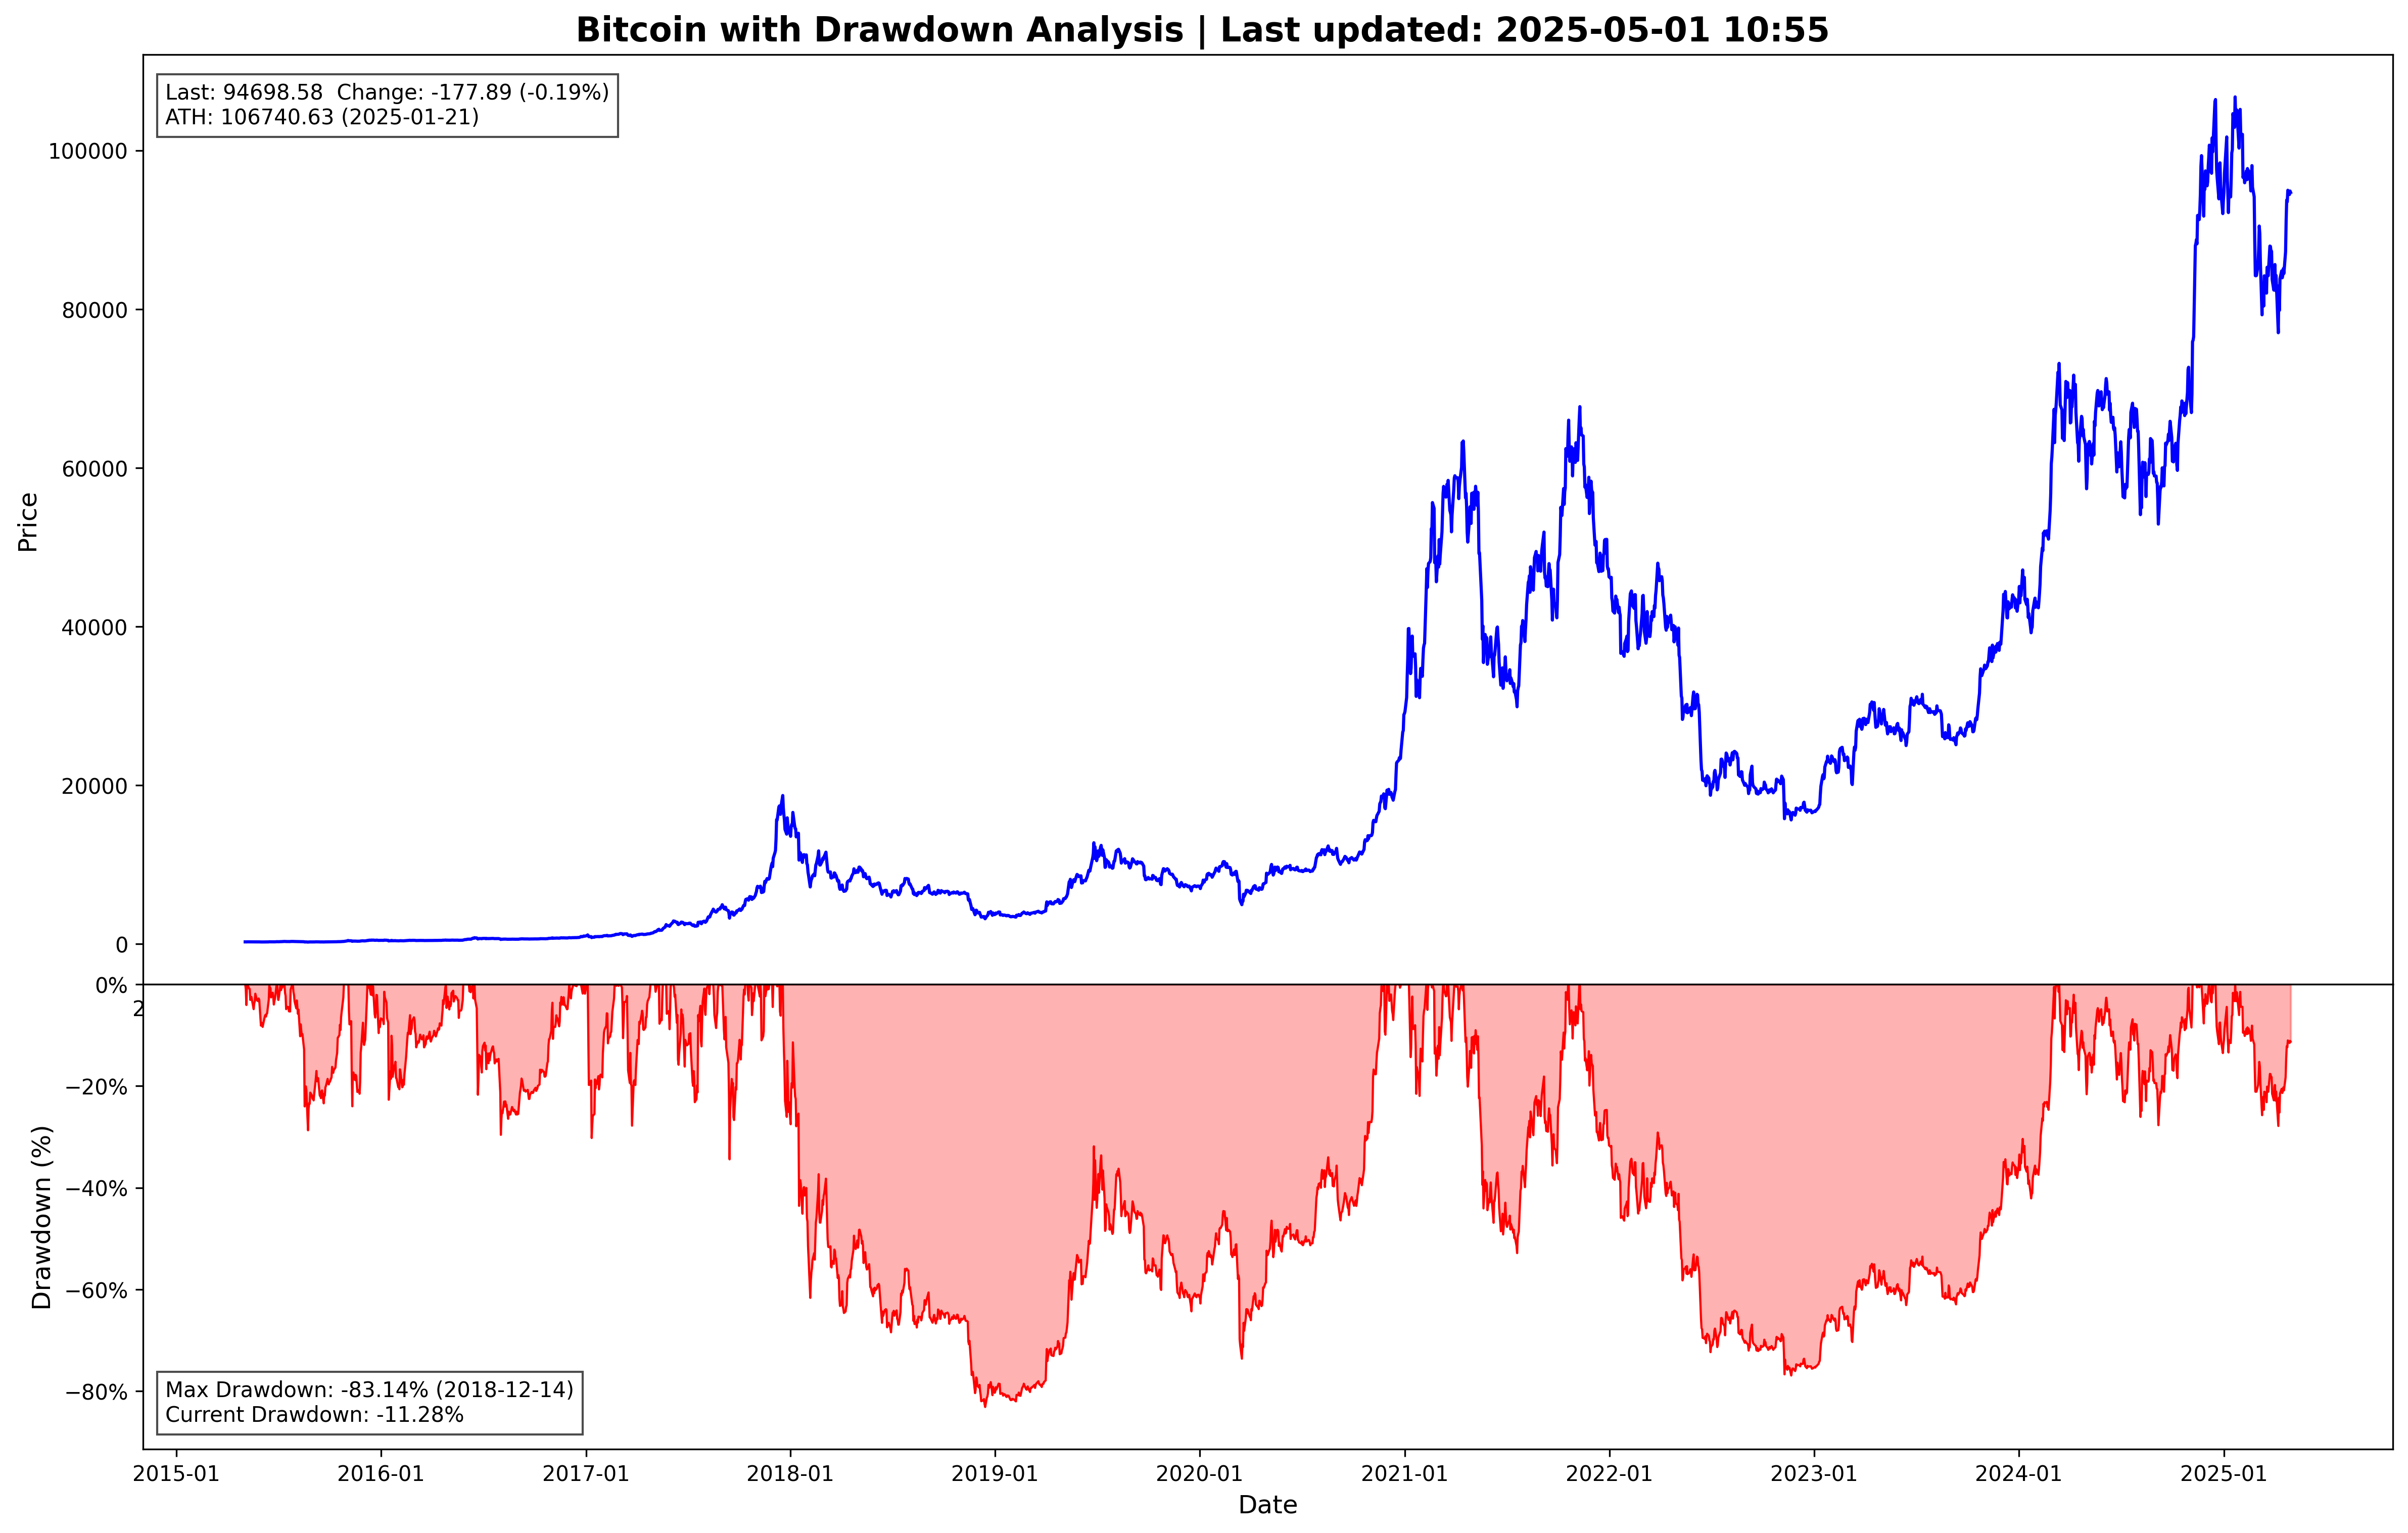 Bitcoin with Drawdown Analysis | Last updated: 2025-05-01 10:55
Last: 94698.58  Change: -177.89 (-0.19%)
ATH: 106740.63 (2025-01-21)
100000
80000
60000
40000
20000
0
Price
0%
2
−20%
−40%
−60%
−80%
Drawdown (%)
Max Drawdown: -83.14% (2018-12-14)
Current Drawdown: -11.28%
2015-01 2016-01 2017-01 2018-01 2019-01 2020-01 2021-01 2022-01 2023-01 2024-01 2025-01
Date